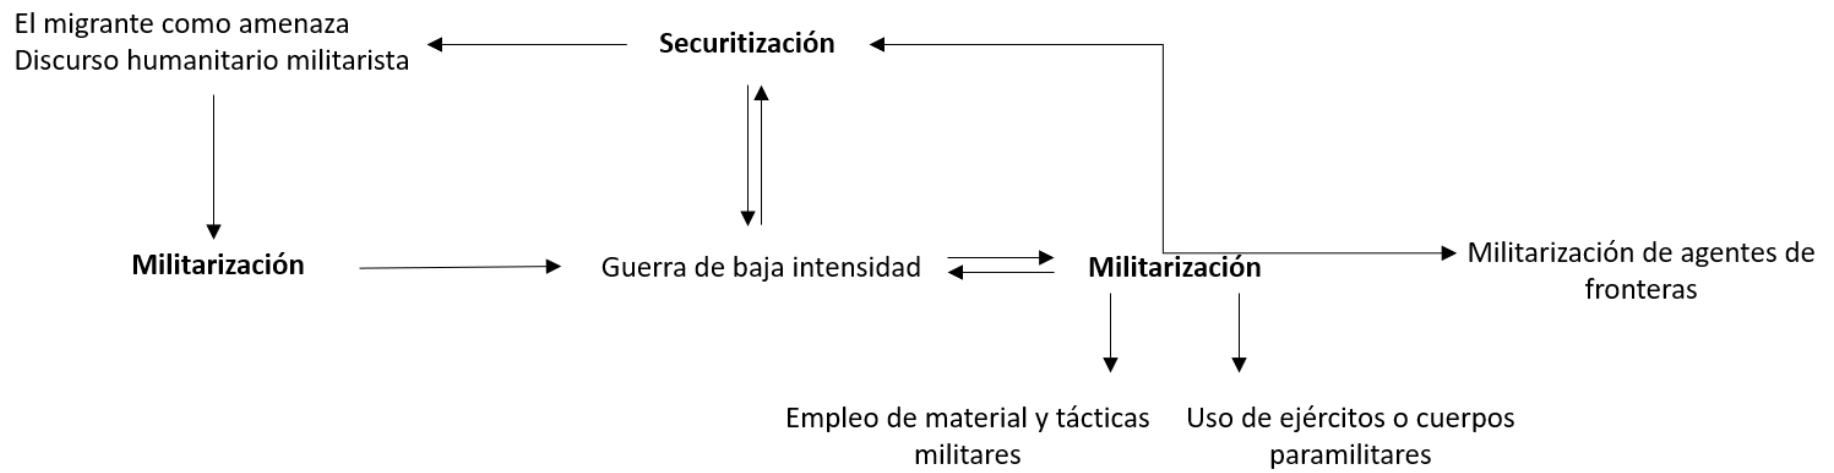 El migrante como amenaza
Discurso humanitario militarista
Securitización
Militarización
Guerra de baja intensidad
Militarización
Militarización de agentes de
fronteras
Empleo de material y tácticas
militares
Uso de ejércitos o cuerpos
paramilitares